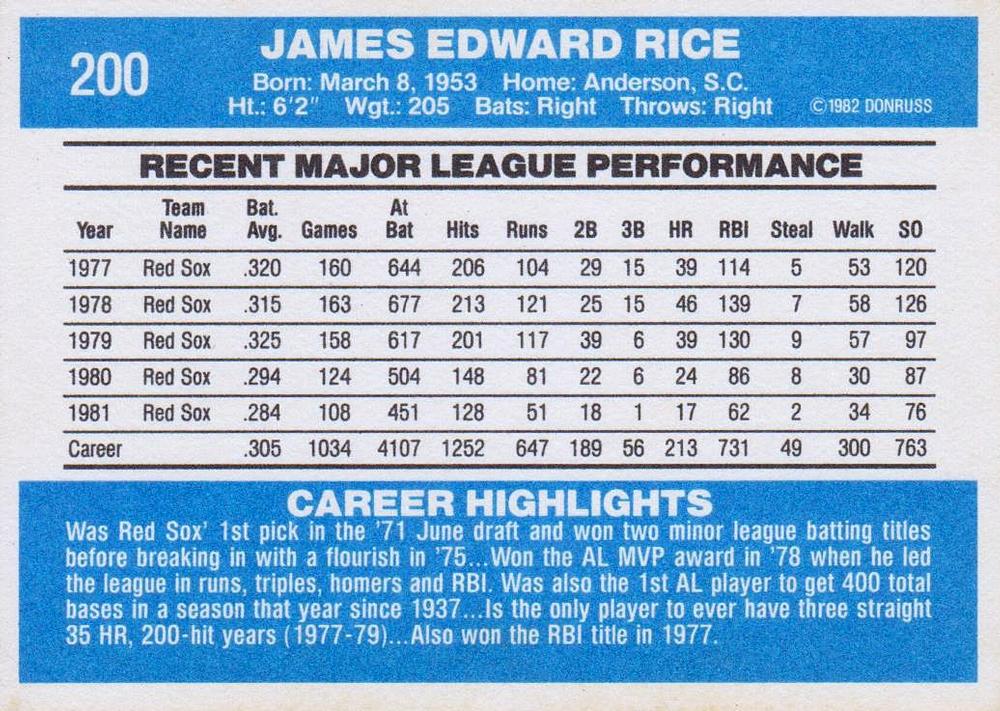 200
JAMES EDWARD RICE
Born: March 8, 1953 Home: Anderson, S.C.
Ht.: 6'2" Wgt.: 205 Bats: Right Throws: Right ©1982 DONRUSS
RECENT MAJOR LEAGUE PERFORMANCE
Year Team Name Bat. Avg. Games At Bat Hits Runs 2B 3B HR RBI Steal Walk SO
1977 Red Sox .320 160 644 206 104 29 15 39 114 5 53 120
1978 Red Sox .315 163 677 213 121 25 15 46 139 7 58 126
1979 Red Sox .325 158 617 201 117 39 6 39 130 9 57 97
1980 Red Sox .294 124 504 148 81 22 6 24 86 8 30 87
1981 Red Sox .284 108 451 128 51 18 1 17 62 2 34 76
Career .305 1034 4107 1252 647 189 56 213 731 49 300 763
CAREER HIGHLIGHTS
Was Red Sox' 1st pick in the '71 June draft and won two minor league batting titles
before breaking in with a flourish in '75...Won the AL MVP award in '78 when he led
the league in runs, triples, homers and RBI. Was also the 1st AL player to get 400 total
bases in a season that year since 1937...Is the only player to ever have three straight
35 HR, 200-hit years (1977-79)...Also won the RBI title in 1977.